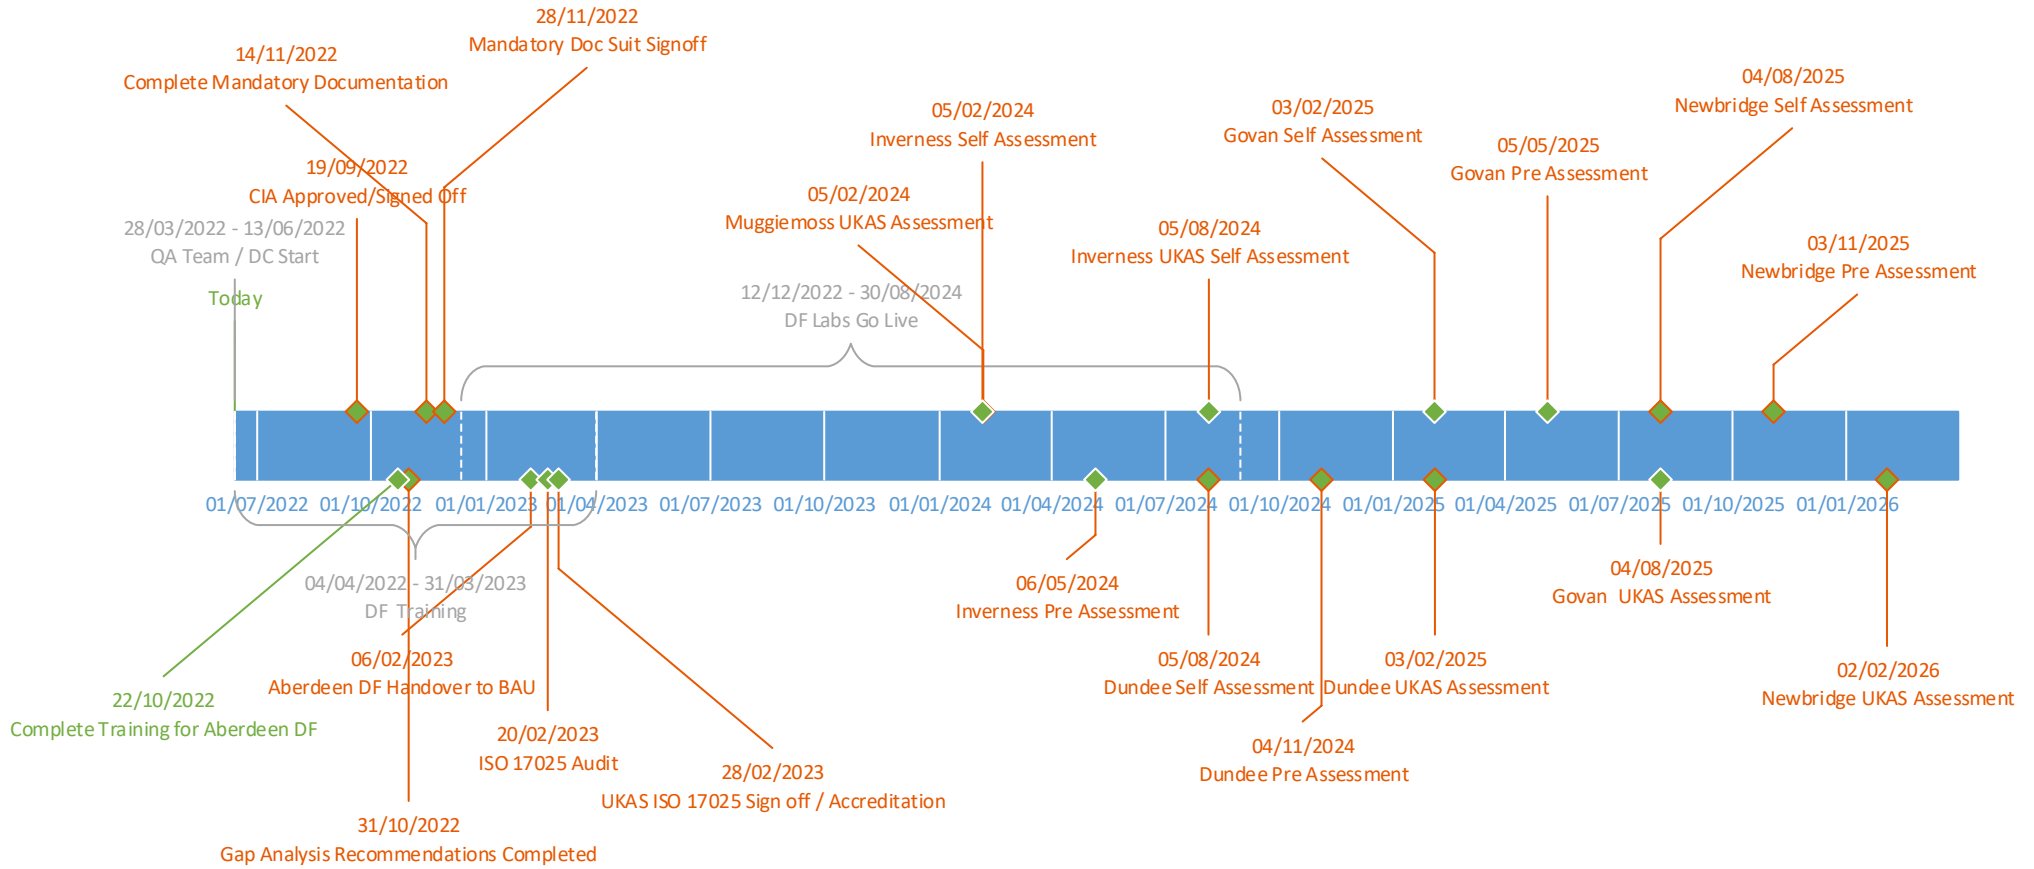 28/11/2022
Mandatory Doc Suit Signoff
14/11/2022
Complete Mandatory Documentation
19/09/2022
CIA Approved/Signed Off
28/03/2022 - 13/06/2022
QA Team / DC Start
Today
05/02/2024
Inverness Self Assessment
05/02/2024
Muggiemoss UKAS Assessment
12/12/2022 - 30/08/2024
DF Labs Go Live
05/08/2024
Inverness UKAS Self Assessment
03/02/2025
Govan Self Assessment
05/05/2025
Govan Pre Assessment
04/08/2025
Newbridge Self Assessment
03/11/2025
Newbridge Pre Assessment
01/07/2022
01/10/2022
01/01/2023
01/04/2023
01/07/2023
01/10/2023
01/01/2024
01/04/2024
01/07/2024
01/10/2024
01/01/2025
01/04/2025
01/07/2025
01/10/2025
01/01/2026
04/04/2022 - 31/03/2023
DF Training
22/10/2022
Complete Training for Aberdeen DF
06/02/2023
Aberdeen DF Handover to BAU
31/10/2022
Gap Analysis Recommendations Completed
20/02/2023
ISO 17025 Audit
28/02/2023
UKAS ISO 17025 Sign off / Accreditation
06/05/2024
Inverness Pre Assessment
05/08/2024
Dundee Self Assessment
04/11/2024
Dundee Pre Assessment
03/02/2025
Dundee UKAS Assessment
04/08/2025
Govan UKAS Assessment
02/02/2026
Newbridge UKAS Assessment